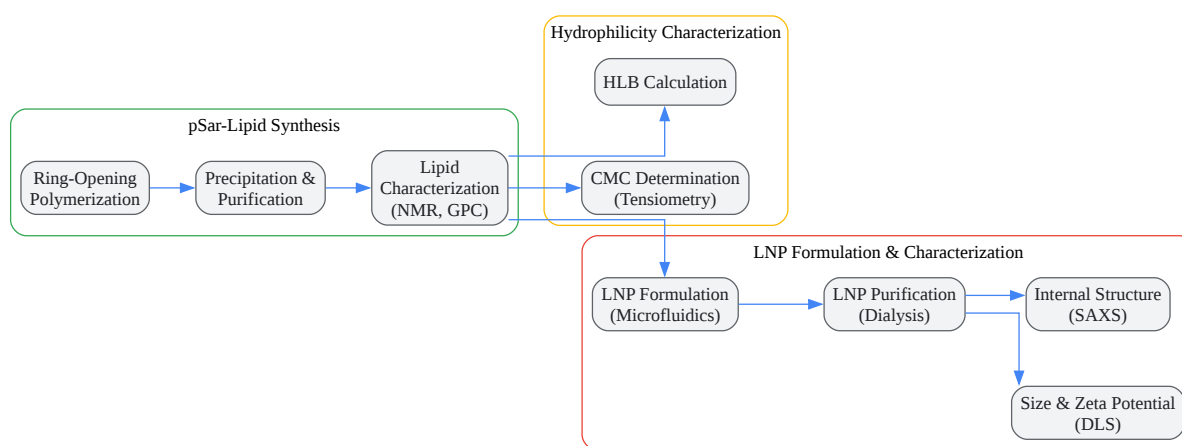 Hydrophilicity Characterization
HLB Calculation
pSar-Lipid Synthesis
Ring-Opening
Polymerization
Precipitation &
Purification
Lipid
Characterization
(NMR, GPC)
CMC Determination
(Tensiometry)
LNP Formulation & Characterization
LNP Formulation
(Microfluidics)
LNP Purification
(Dialysis)
Internal Structure
(SAXS)
Size & Zeta Potential
(DLS)